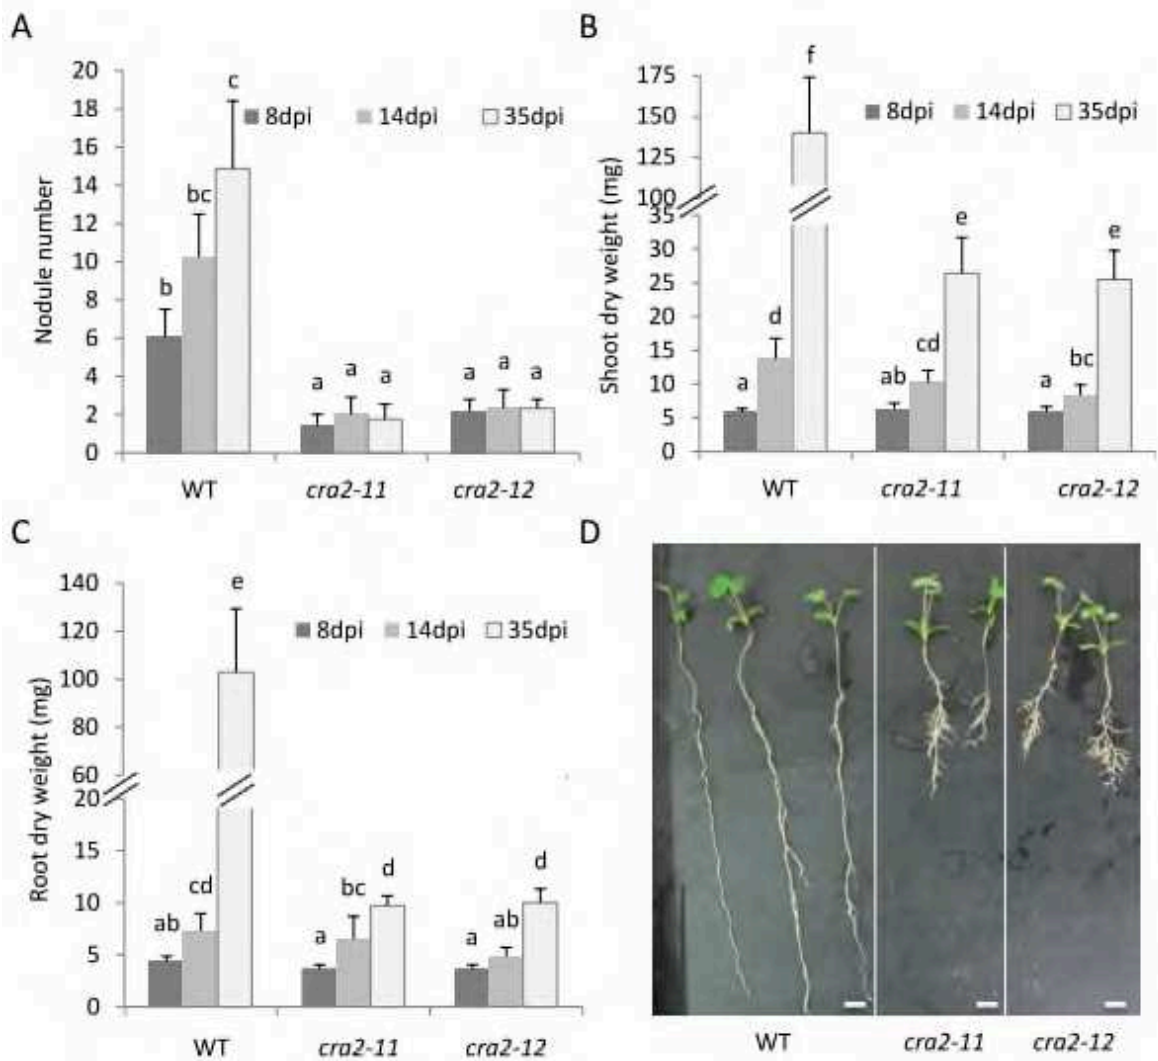 A
Nodule number
20
18
16
14
12
10
8
6
4
2
0
8dpi 14dpi 35dpi
b bc c
a a a
a a a
WT cra2-11 cra2-12
B
Shoot dry weight (mg)
175
150
125
100
35
30
25
20
15
10
5
0
8dpi 14dpi 35dpi
a d f
ab cd e
a bc e
WT cra2-11 cra2-12
C
Root dry weight (mg)
140
120
100
80
60
20
15
10
5
0
8dpi 14dpi 35dpi
ab cd e
a bc d
a ab d
WT cra2-11 cra2-12
D
WT cra2-11 cra2-12